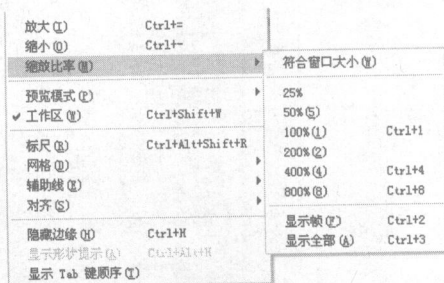 放大(I) Ctrl+=
缩小(O) Ctrl+-
缩放比率(M)
预览模式(P)
工作区(W) Ctrl+Shift+W
标尺(R) Ctrl+Alt+Shift+R
网格(D)
辅助线(E)
对齐(S)
隐藏边缘(H) Ctrl+H
显示形状提示(A) Ctrl+Alt+H
显示 Tab 键顺序(T)
符合窗口大小(W)
25%
50%(5)
100%(1) Ctrl+1
200%(2)
400%(4) Ctrl+4
800%(8) Ctrl+8
显示帧(F) Ctrl+2
显示全部(A) Ctrl+3